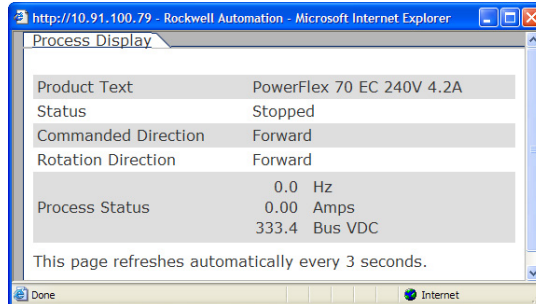 http://10.91.100.79 - Rockwell Automation - Microsoft Internet Explorer
Process Display
Product Text PowerFlex 70 EC 240V 4.2A
Status Stopped
Commanded Direction Forward
Rotation Direction Forward
Process Status 0.0 Hz
0.00 Amps
333.4 Bus VDC
This page refreshes automatically every 3 seconds.
Done Internet